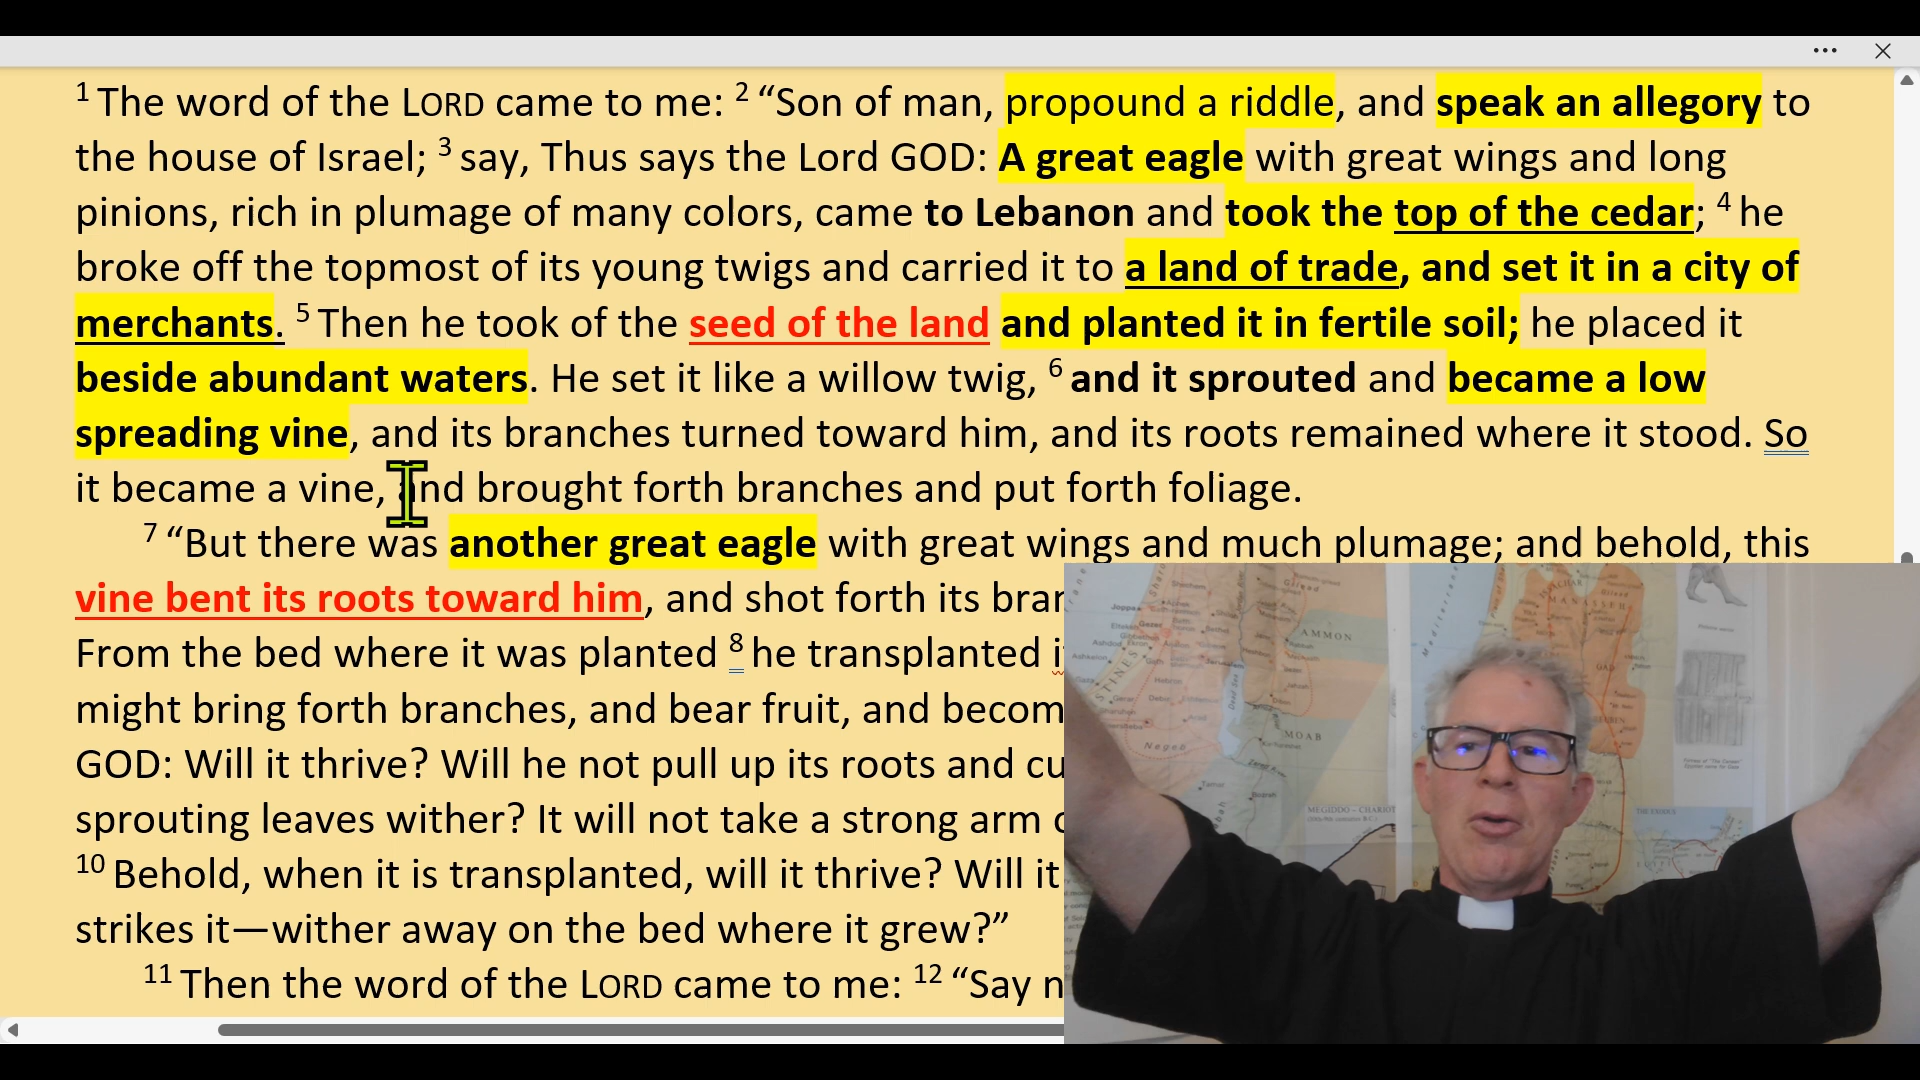 1 The word of the LORD came to me: 2 “Son of man, propound a riddle, and speak an allegory to
the house of Israel; 3 say, Thus says the Lord GOD: A great eagle with great wings and long
pinions, rich in plumage of many colors, came to Lebanon and took the top of the cedar; 4 he
broke off the topmost of its young twigs and carried it to a land of trade, and set it in a city of
merchants. 5 Then he took of the seed of the land and planted it in fertile soil; he placed it
beside abundant waters. He set it like a willow twig, 6 and it sprouted and became a low
spreading vine, and its branches turned toward him, and its roots remained where it stood. So
it became a vine, and brought forth branches and put forth foliage.
7 “But there was another great eagle with great wings and much plumage; and behold, this
vine bent its roots toward him, and shot forth its bran
From the bed where it was planted 8 he transplanted i
might bring forth branches, and bear fruit, and becom
GOD: Will it thrive? Will he not pull up its roots and cu
sprouting leaves wither? It will not take a strong arm
10 Behold, when it is transplanted, will it thrive? Will it
strikes it—wither away on the bed where it grew?”
11 Then the word of the LORD came to me: 12 “Say n
AMMON
MOAB
Negeb
Joppa
MEGIDDO – CHARIOT
THE EXODUS
GAD